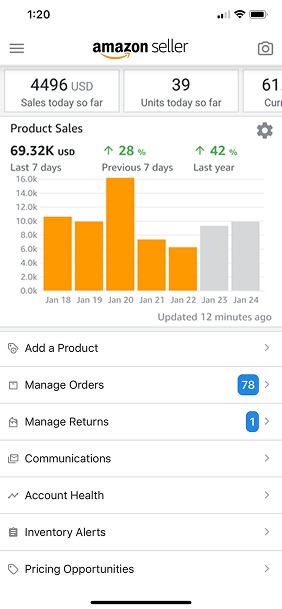 1:20
amazon seller
4496 USD
Sales today so far
39
Units today so far
61
Curr
Product Sales
69.32K USD
Last 7 days
↑ 28 %
Previous 7 days
↑ 42 %
Last year
16.0k
14.0k
12.0k
10.0k
8.0k
6.0k
4.0k
2.0k
0.0k
Jan 18 Jan 19 Jan 20 Jan 21 Jan 22 Jan 23 Jan 24
Updated 12 minutes ago
Add a Product
Manage Orders 78
Manage Returns 1
Communications
Account Health
Inventory Alerts
Pricing Opportunities